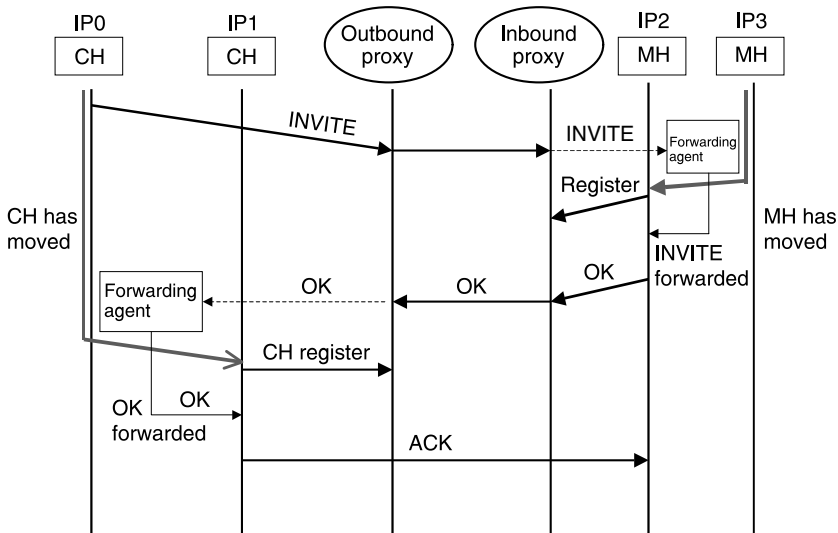 IP0
IP1
Outbound
proxy
Inbound
proxy
IP2
IP3
CH
CH
MH
MH
INVITE
INVITE
Forwarding
agent
Register
CH has
moved
MH has
moved
INVITE
forwarded
OK
OK
OK
Forwarding
agent
CH register
OK
OK
forwarded
ACK